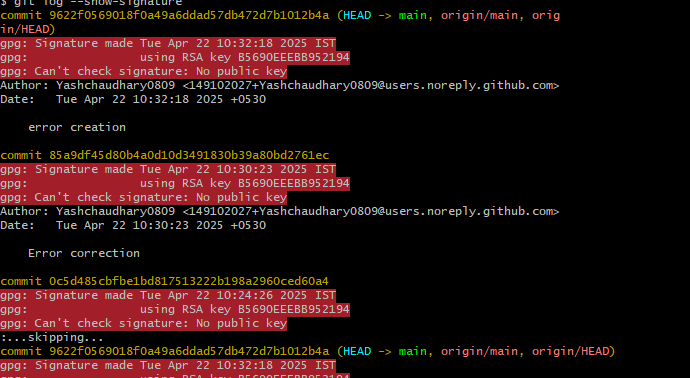 $ git log --show-signature
commit 9622f0569018f0a49a6ddad57db472d7b1012b4a (HEAD -> main, origin/main, orig
in/HEAD)
gpg: Signature made Tue Apr 22 10:32:18 2025 IST
gpg:                using RSA key B5690EEEBB952194
gpg: Can't check signature: No public key
Author: Yashchaudhary0809 <149102027+Yashchaudhary0809@users.noreply.github.com>
Date:   Tue Apr 22 10:32:18 2025 +0530
    error creation
commit 85a9df45d80b4a0d10d3491830b39a80bd2761ec
gpg: Signature made Tue Apr 22 10:30:23 2025 IST
gpg:                using RSA key B5690EEEBB952194
gpg: Can't check signature: No public key
Author: Yashchaudhary0809 <149102027+Yashchaudhary0809@users.noreply.github.com>
Date:   Tue Apr 22 10:30:23 2025 +0530
    Error correction
commit 0c5d485cbfbe1bd817513222b198a2960ced60a4
gpg: Signature made Tue Apr 22 10:24:26 2025 IST
gpg:                using RSA key B5690EEEBB952194
gpg: Can't check signature: No public key
:...skipping...
commit 9622f0569018f0a49a6ddad57db472d7b1012b4a (HEAD -> main, origin/main, origin/HEAD)
gpg: Signature made Tue Apr 22 10:32:18 2025 IST
gpg:                using RSA key B5690EEEBB952194